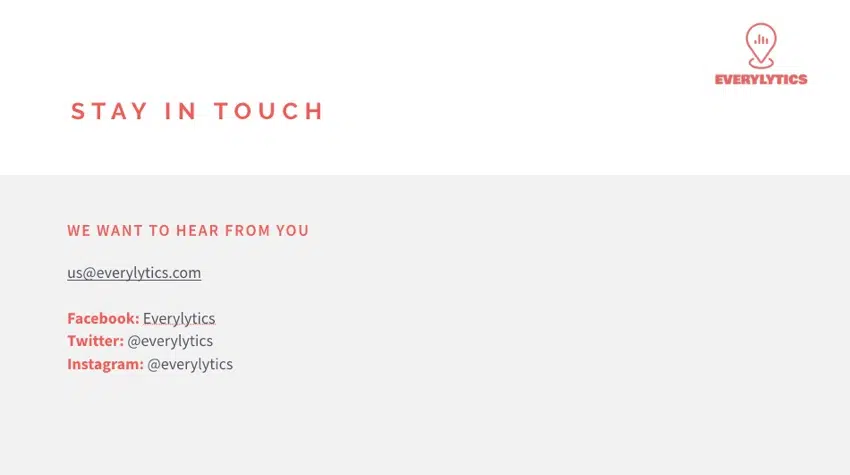 EVERYLYTICS
STAY IN TOUCH
WE WANT TO HEAR FROM YOU
us@everylytics.com
Facebook: Everylytics
Twitter: @everylytics
Instagram: @everylytics